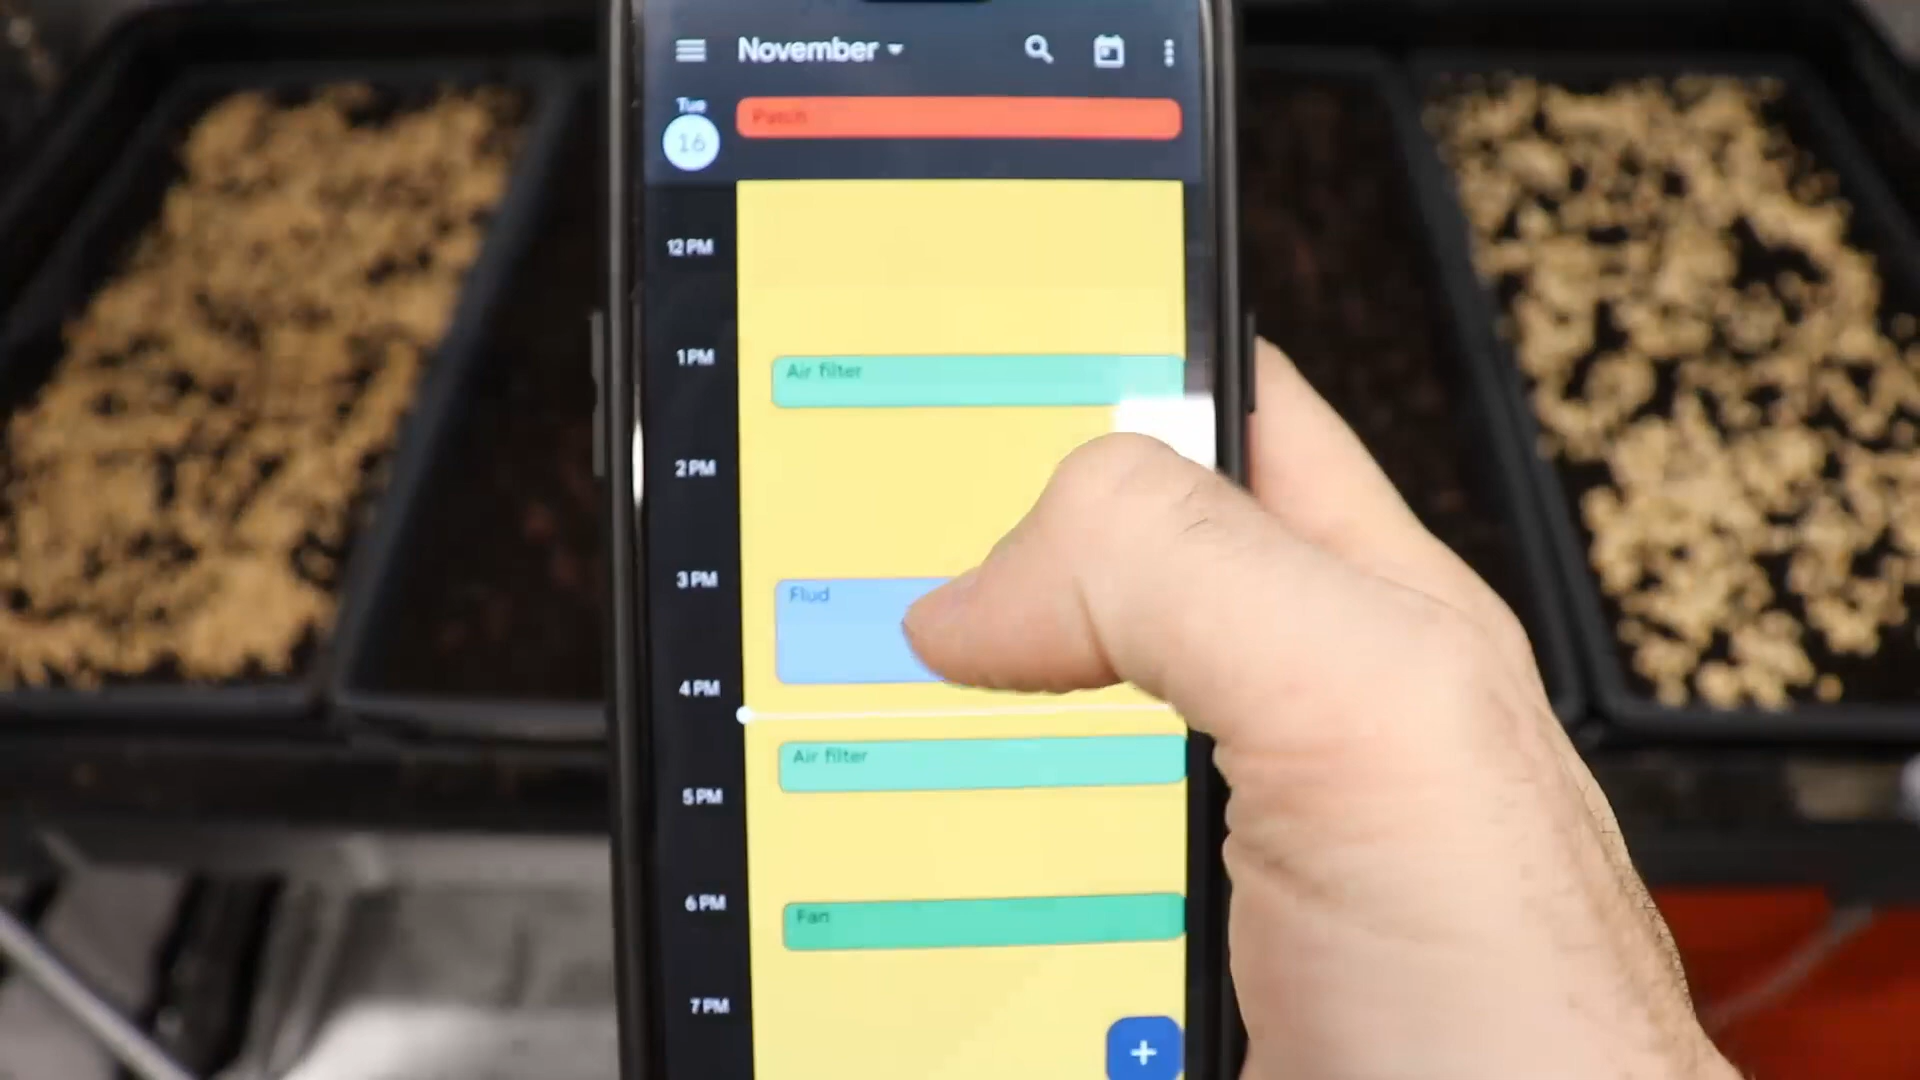 November
Tue
16
Patch
12 PM
1 PM
Air filter
2 PM
3 PM
Flud
4 PM
Air filter
5 PM
6 PM
Fan
7 PM